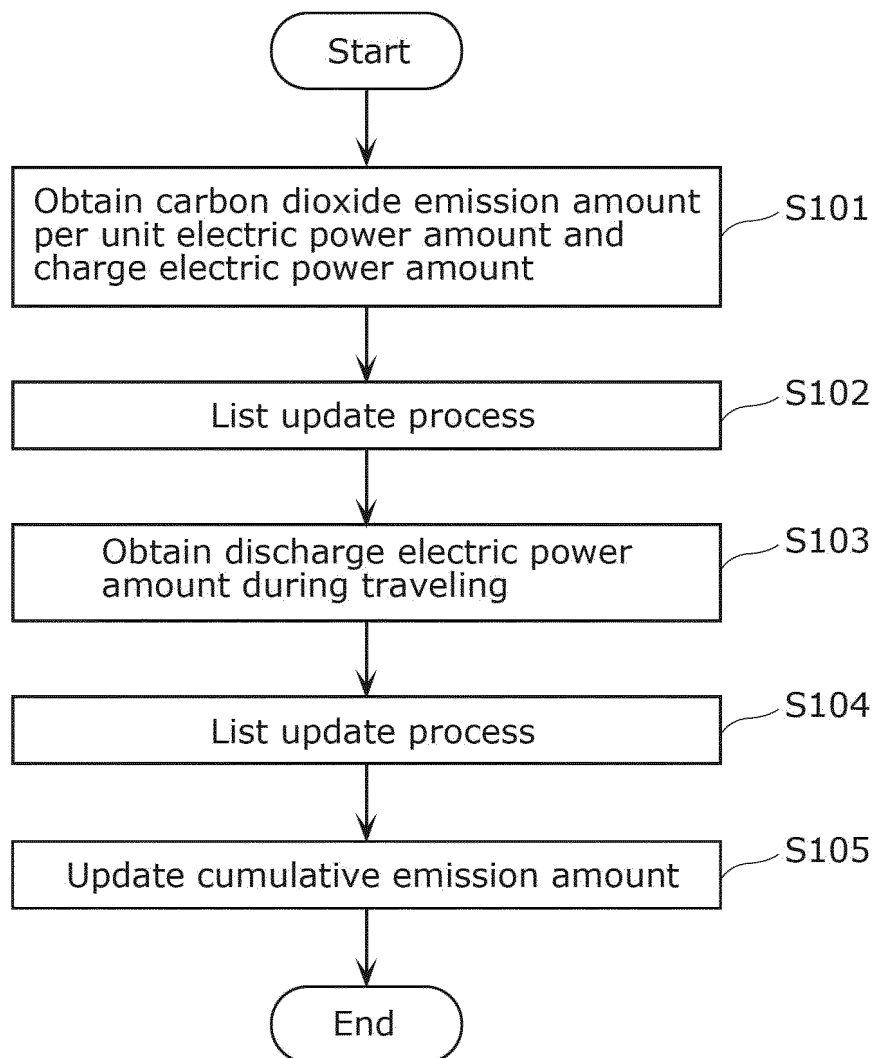 Start
Obtain carbon dioxide emission amount
per unit electric power amount and
charge electric power amount
S101
List update process
S102
Obtain discharge electric power
amount during traveling
S103
List update process
S104
Update cumulative emission amount
S105
End